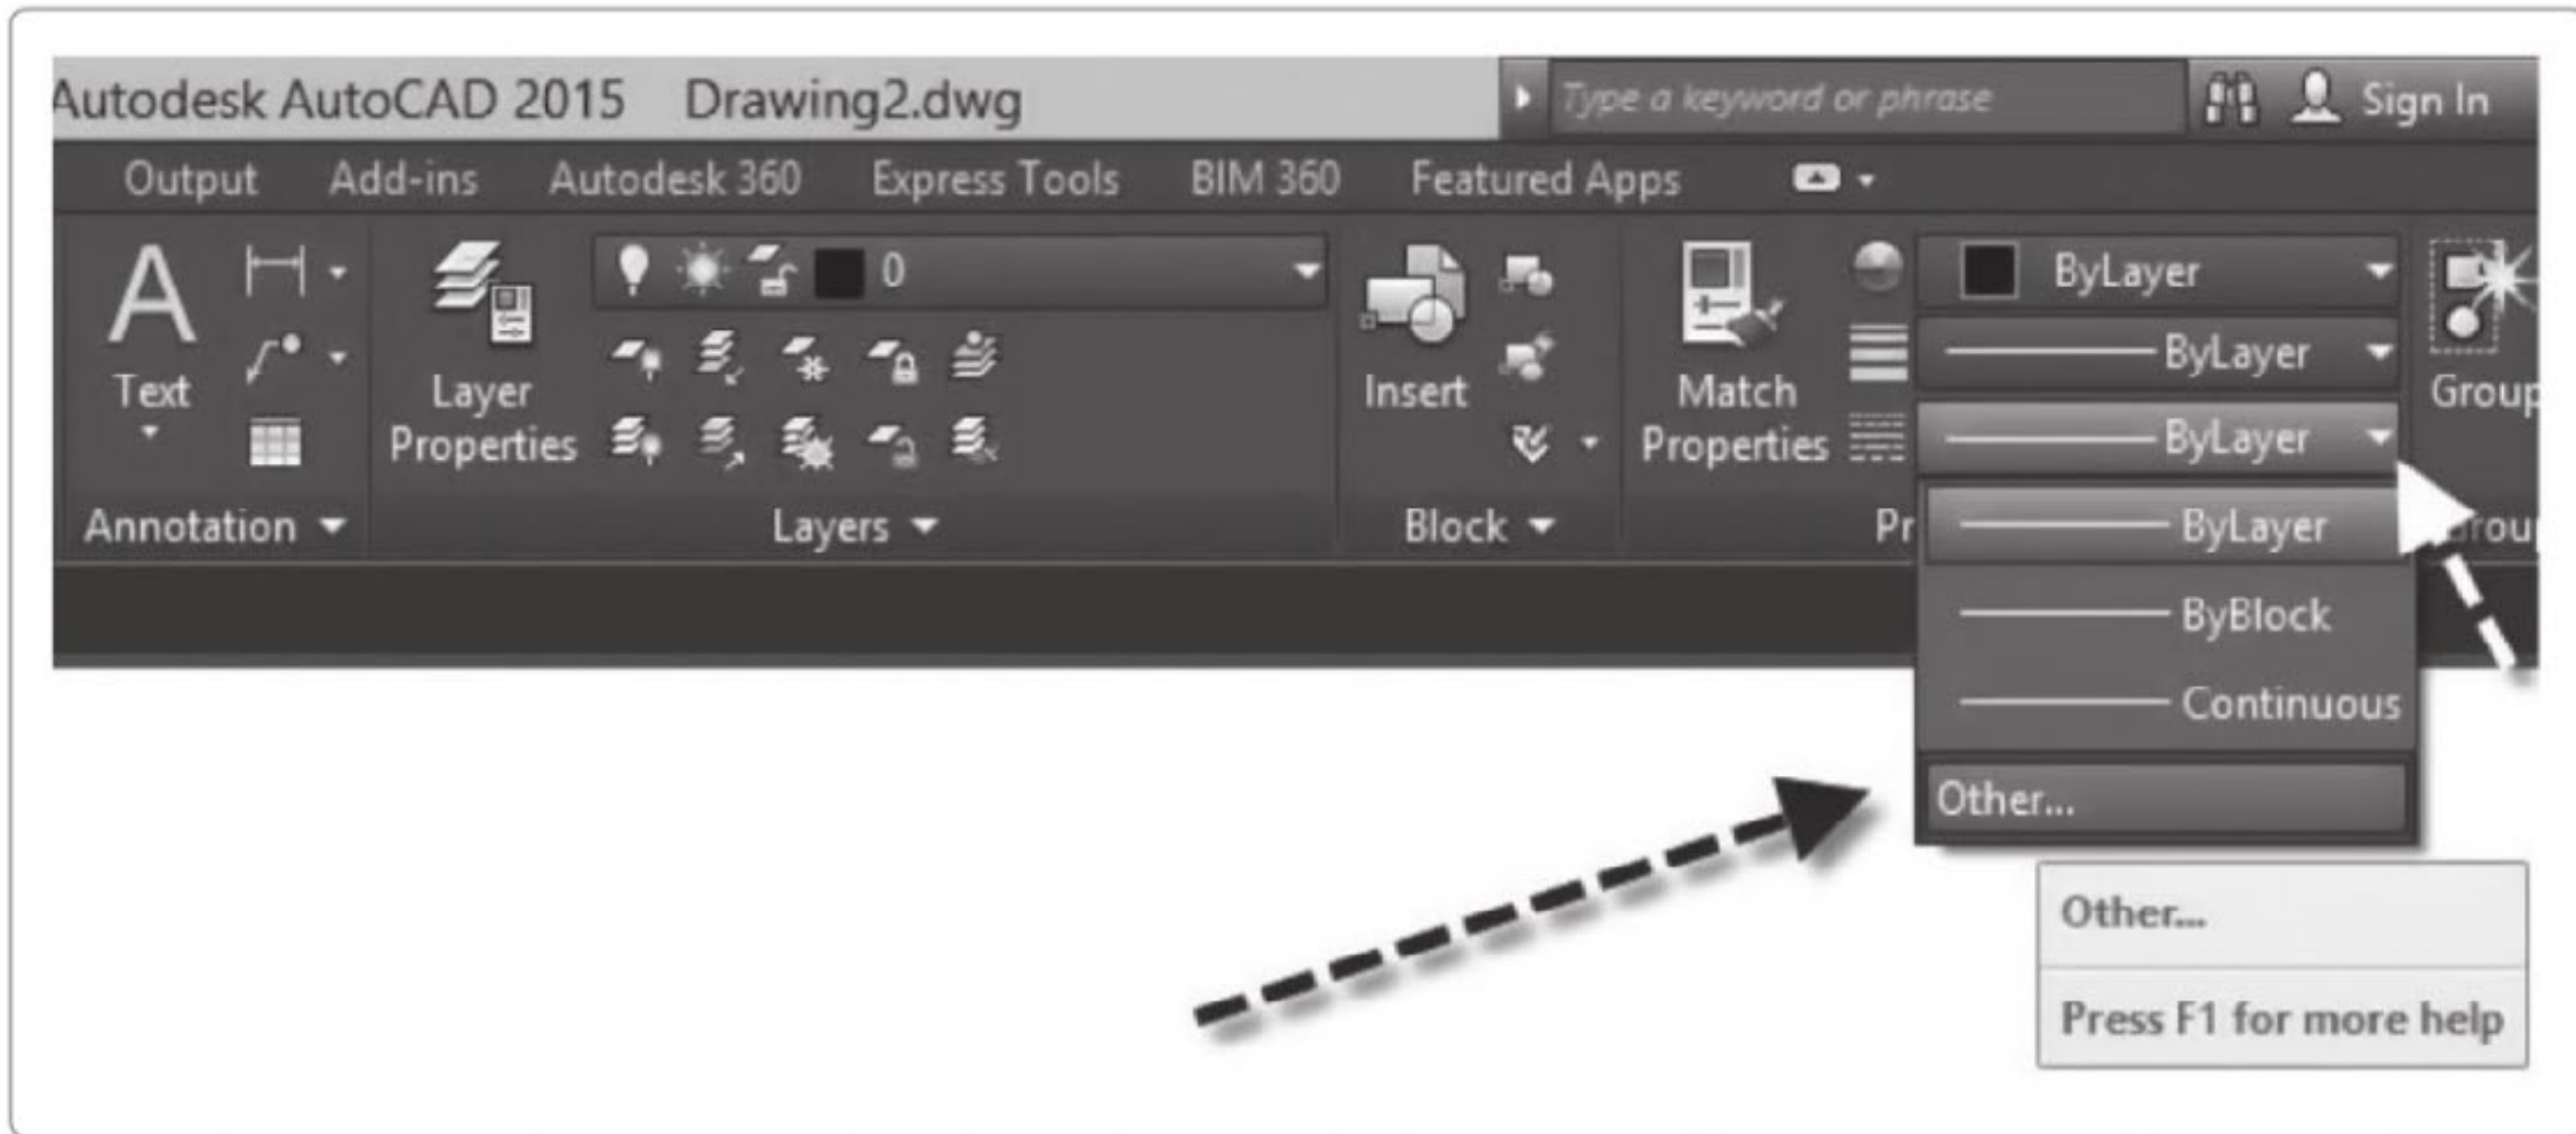 Autodesk AutoCAD 2015 Drawing2.dwg
Type a keyword or phrase
Sign In
Output Add-ins Autodesk 360 Express Tools BIM 360 Featured Apps
0
ByLayer
ByLayer
ByLayer
A
Text
Layer
Properties
Insert
Match
Properties
Group
Annotation
Layers
Block
Pr
ByLayer
ByBlock
Continuous
Other...
Other...
Press F1 for more help